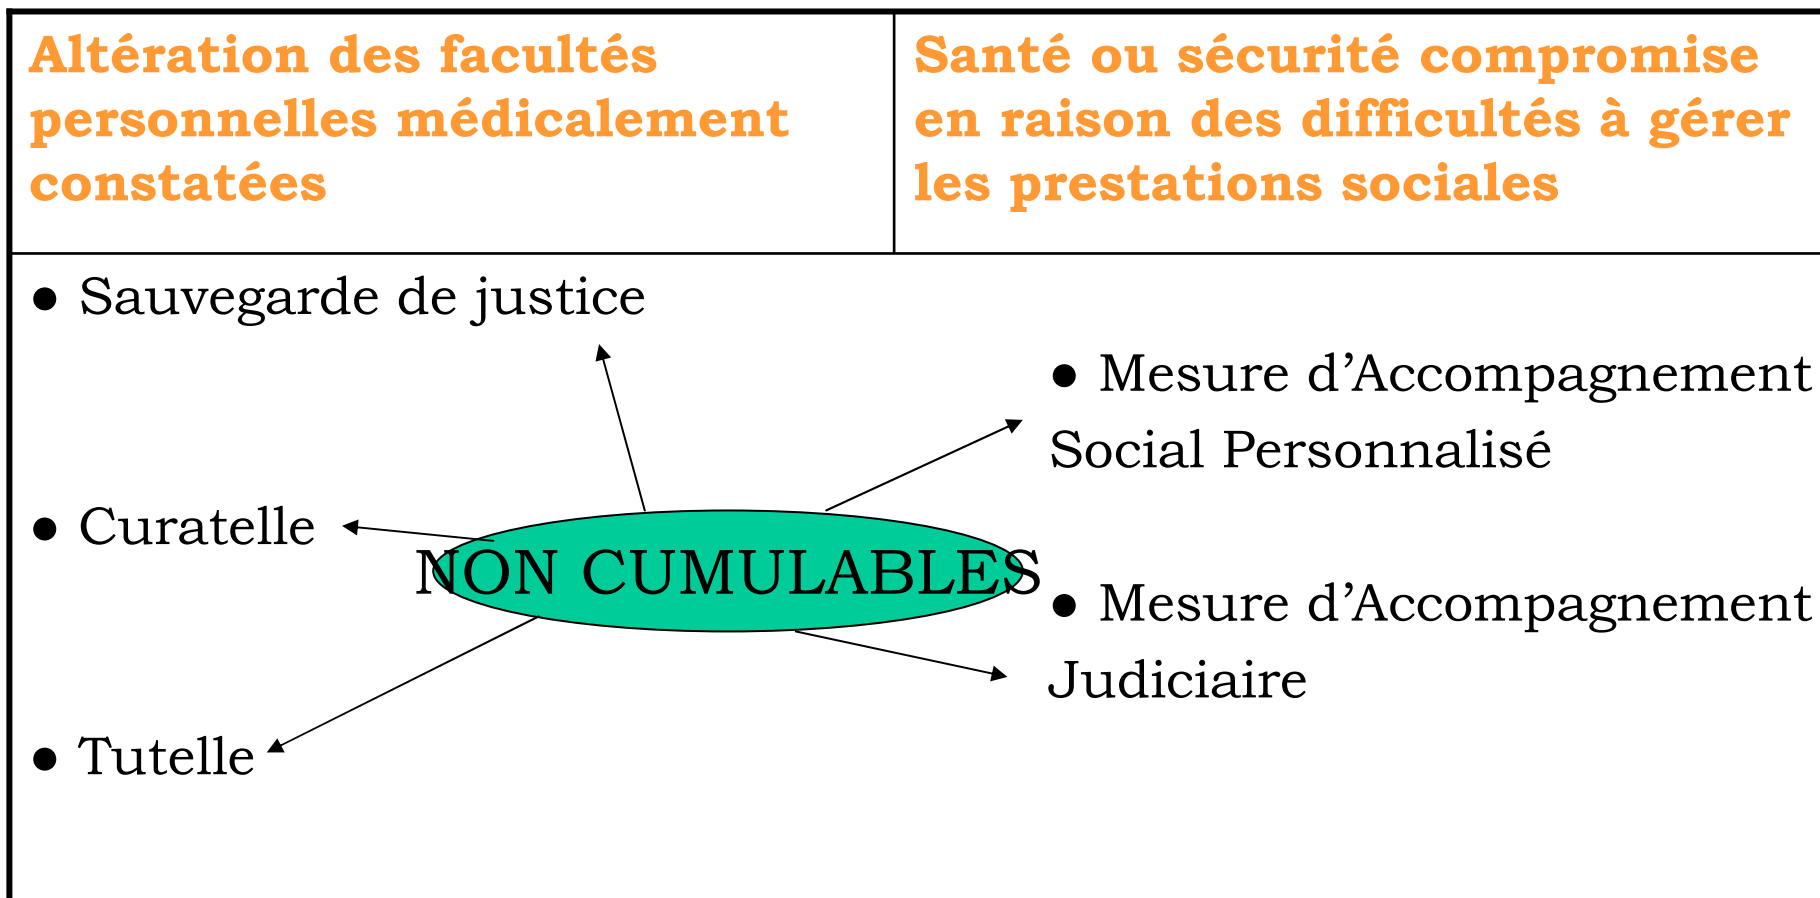 Altération des facultés
personnelles médicalement
constatées
Santé ou sécurité compromise
en raison des difficultés à gérer
les prestations sociales
● Sauvegarde de justice
● Mesure d’Accompagnement
Social Personnalisé
● Curatelle
NON CUMULABLES
● Mesure d’Accompagnement
Judiciaire
● Tutelle